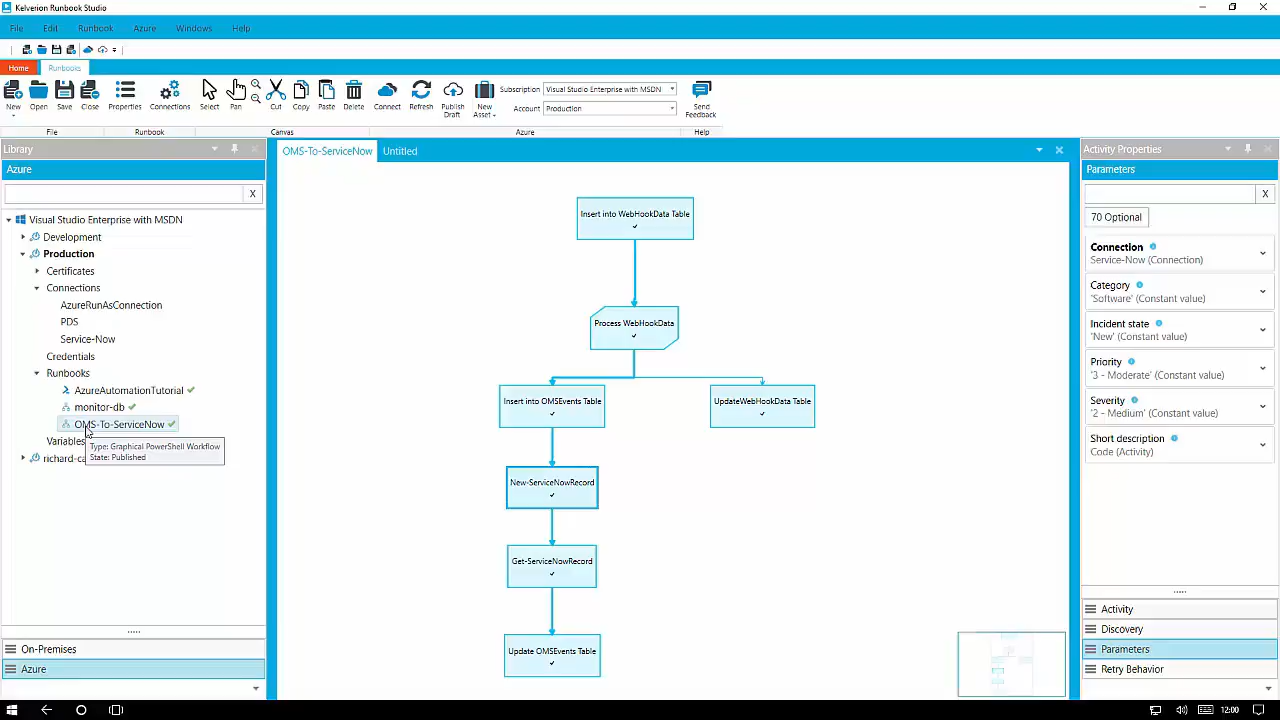 Kelverion Runbook Studio
File Edit Runbook Azure Windows Help
Home Runbooks
New Open Save Close Properties Connections Select Pan Cut Copy Paste Delete Connect Refresh Publish Draft New Asset Subscription Visual Studio Enterprise with MSDN Account Production Send Feedback
File Runbook Canvas Azure Help
Library
Azure
X
Visual Studio Enterprise with MSDN
Development
Production
Certificates
Connections
AzureRunAsConnection
PDS
Service-Now
Credentials
Runbooks
AzureAutomationTutorial
monitor-db
OMS-To-ServiceNow
Variables
Type: Graphical PowerShell Workflow
State: Published
richard-ca
On-Premises
Azure
OMS-To-ServiceNow Untitled
Insert into WebHookData Table
Process WebHookData
Insert into OMSEvents Table
UpdateWebHookData Table
New-ServiceNowRecord
Get-ServiceNowRecord
Update OMSEvents Table
Activity Properties
Parameters
X
70 Optional
Connection
Service-Now (Connection)
Category
'Software' (Constant value)
Incident state
'New' (Constant value)
Priority
'3 - Moderate' (Constant value)
Severity
'2 - Medium' (Constant value)
Short description
Code (Activity)
Activity
Discovery
Parameters
Retry Behavior
12:00